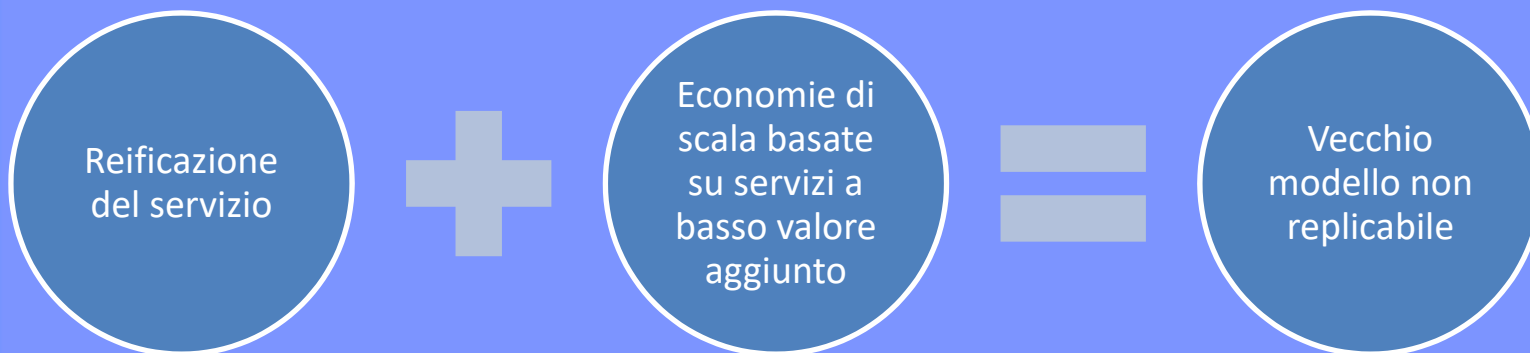 Reificazione
del servizio
Economie di
scala basate
su servizi a
basso valore
aggiunto
Vecchio
modello non
replicabile